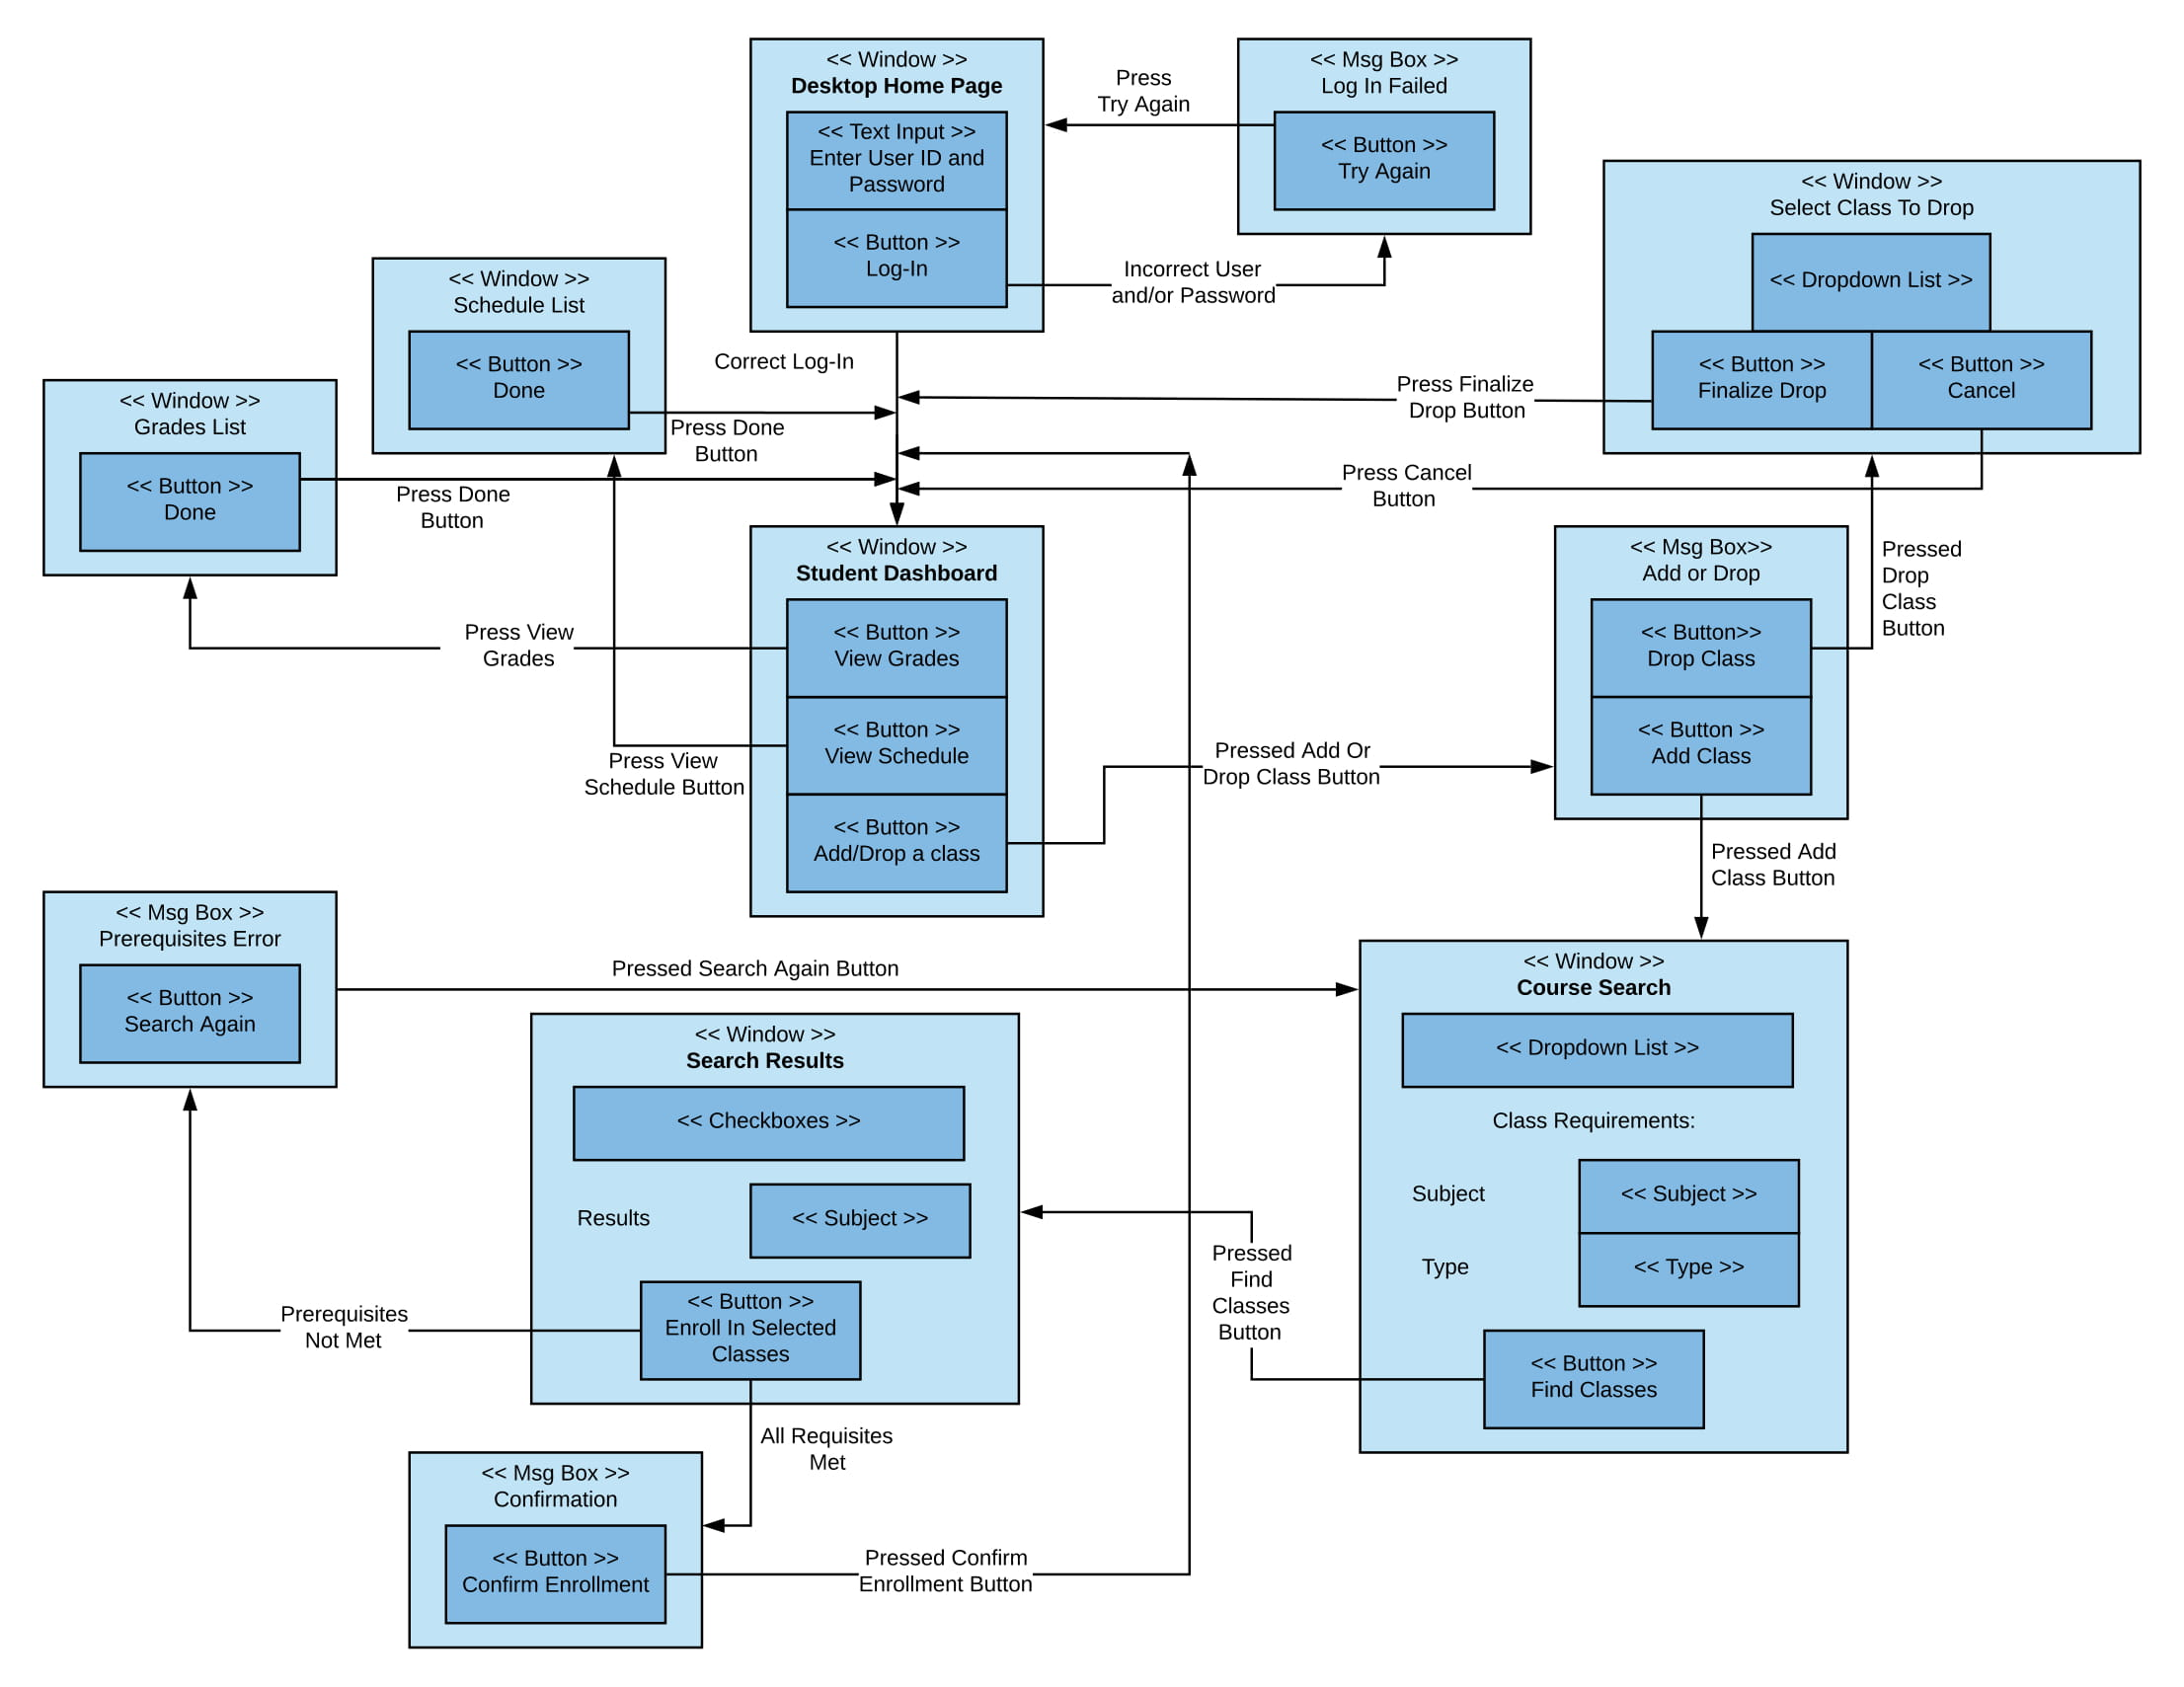 << Window >>
Desktop Home Page
<< Text Input >>
Enter User ID and
Password
<< Button >>
Log-In
Press
Try Again
<< Msg Box >>
Log In Failed
<< Button >>
Try Again
Incorrect User
and/or Password
<< Window >>
Select Class To Drop
<< Dropdown List >>
<< Button >>
Finalize Drop
<< Button >>
Cancel
<< Window >>
Schedule List
<< Button >>
Done
Correct Log-In
Press Finalize
Drop Button
<< Window >>
Grades List
<< Button >>
Done
Press Done
Button
Press Done
Button
Press Cancel
Button
<< Window >>
Student Dashboard
<< Button >>
View Grades
<< Button >>
View Schedule
<< Button >>
Add/Drop a class
<< Msg Box>>
Add or Drop
<< Button>>
Drop Class
<< Button >>
Add Class
Pressed
Drop
Class
Button
Press View
Grades
Press View
Schedule Button
Pressed Add Or
Drop Class Button
Pressed Add
Class Button
<< Msg Box >>
Prerequisites Error
<< Button >>
Search Again
Pressed Search Again Button
<< Window >>
Course Search
<< Dropdown List >>
Class Requirements:
Subject
<< Subject >>
Type
<< Type >>
<< Button >>
Find Classes
<< Window >>
Search Results
<< Checkboxes >>
Results
<< Subject >>
<< Button >>
Enroll In Selected
Classes
Pressed
Find
Classes
Button
Prerequisites
Not Met
All Requisites
Met
<< Msg Box >>
Confirmation
<< Button >>
Confirm Enrollment
Pressed Confirm
Enrollment Button